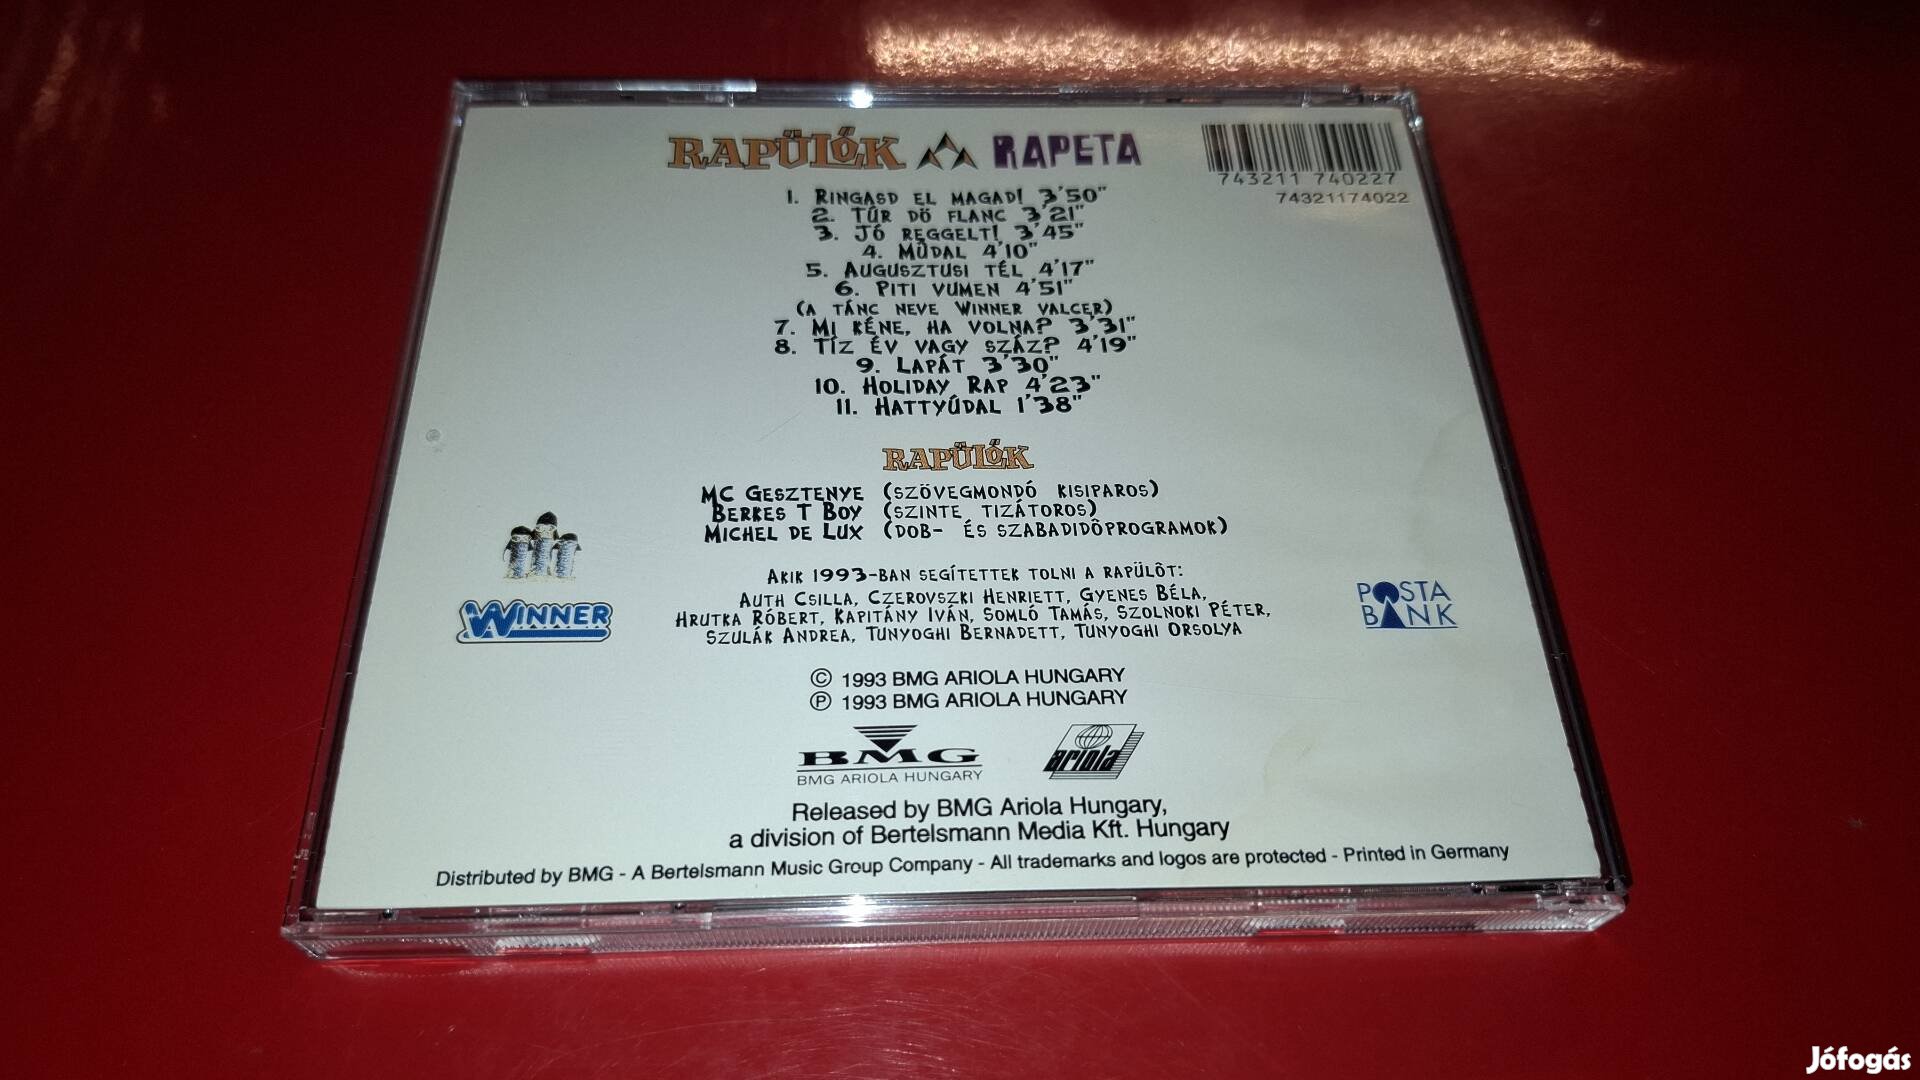 RAPÜLŐK RAPETA
743211 740227
74321174022
1. RINGASD EL MAGAD! 3'50"
2. TÚR DÖ FLANC 3'21"
3. JÓ REGGELT! 3'45"
4. MŰDAL 4'10"
5. AUGUSZTUSI TÉL 4'17"
6. PITI VUMEN 4'51"
(A TÁNC NEVE WINNER VALCER)
7. MI KÉNE, HA VOLNA? 3'31"
8. TÍZ ÉV VAGY SZÁZ? 4'19"
9. LAPÁT 3'30"
10. HOLIDAY RAP 4'23"
11. HATTYÚDAL 1'38"
RAPÜLŐK
MC GESZTENYE (SZÖVEGMONDÓ KISIPAROS)
BERKES T BOY (SZINTE TIZÁTOROS)
MICHEL DE LUX (DOB- ÉS SZABADIDÔPROGRAMOK)
AKIK 1993-BAN SEGÍTETTEK TOLNI A RAPÜLÔT:
AUTH CSILLA, CZEROVSZKI HENRIETT, GYENES BÉLA,
HRUTKA RÓBERT, KAPITÁNY IVÁN, SOMLÓ TAMÁS, SZOLNOKI PÉTER,
SZULÁK ANDREA, TUNYOGHI BERNADETT, TUNYOGHI ORSOLYA
WINNER
POSTA
BANK
© 1993 BMG ARIOLA HUNGARY
℗ 1993 BMG ARIOLA HUNGARY
BMG
BMG ARIOLA HUNGARY
ariola
Released by BMG Ariola Hungary,
a division of Bertelsmann Media Kft. Hungary
Distributed by BMG - A Bertelsmann Music Group Company - All trademarks and logos are protected - Printed in Germany
Jófogás